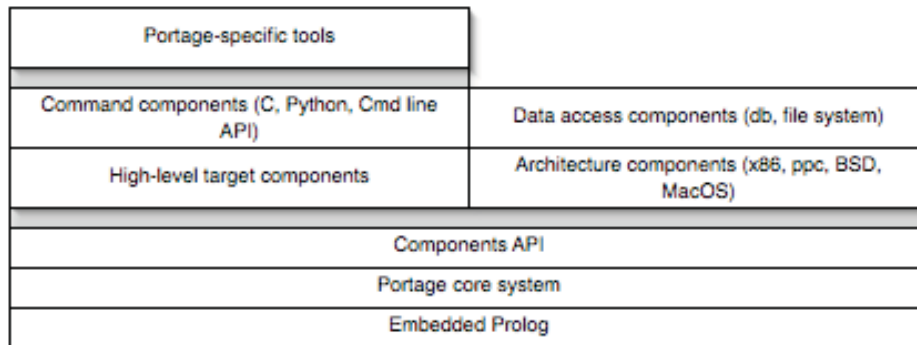 Portage-specific tools
Command components (C, Python, Cmd line
API)
Data access components (db, file system)
High-level target components
Architecture components (x86, ppc, BSD,
MacOS)
Components API
Portage core system
Embedded Prolog